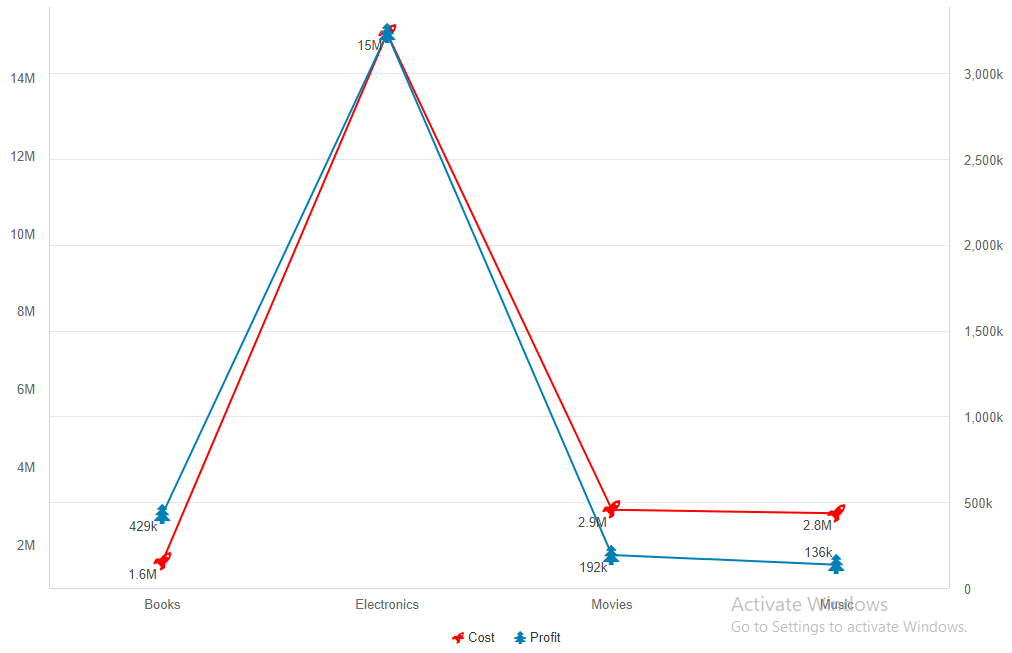 14M
12M
10M
8M
6M
4M
2M
3,000k
2,500k
2,000k
1,500k
1,000k
500k
0
15M
429k
1.6M
2.9M
192k
2.8M
136k
Books Electronics Movies Music
Cost Profit
Activate Windows
Go to Settings to activate Windows.